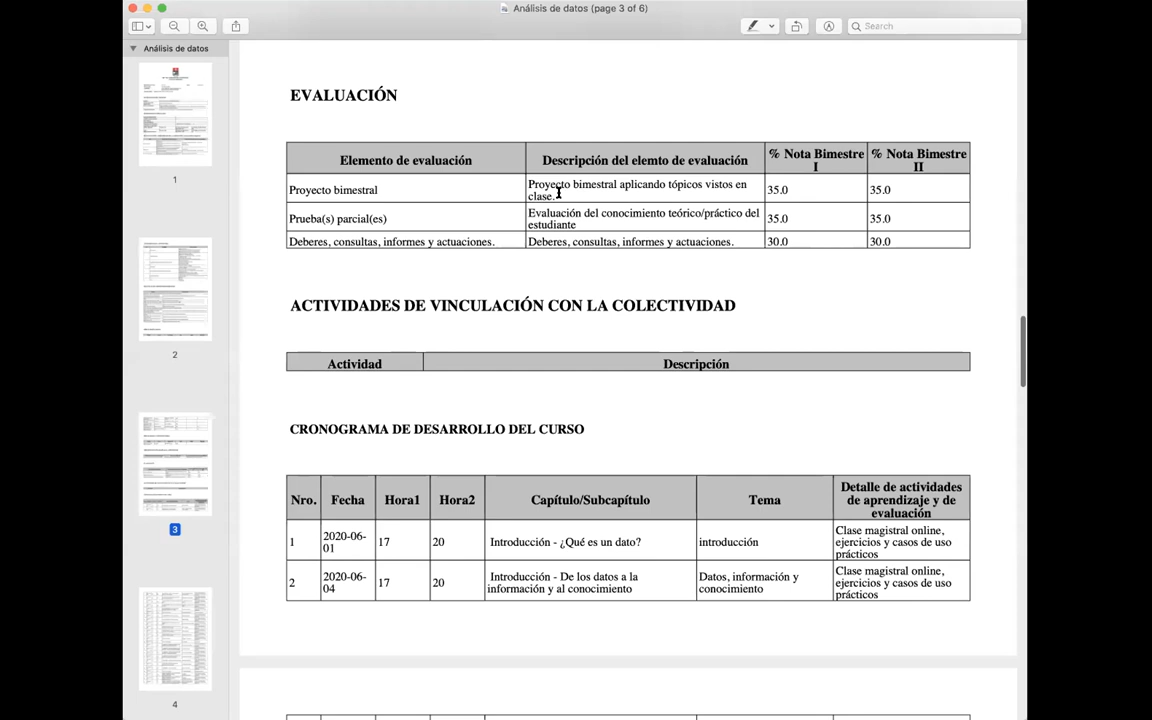 Análisis de datos (page 3 of 6)
Search
Análisis de datos
1
2
3
4
EVALUACIÓN
Elemento de evaluación
Descripción del elemto de evaluación
% Nota Bimestre
I
% Nota Bimestre
II
Proyecto bimestral
Proyecto bimestral aplicando tópicos vistos en
clase.
35.0
35.0
Prueba(s) parcial(es)
Evaluación del conocimiento teórico/práctico del
estudiante
35.0
35.0
Deberes, consultas, informes y actuaciones.
Deberes, consultas, informes y actuaciones.
30.0
30.0
ACTIVIDADES DE VINCULACIÓN CON LA COLECTIVIDAD
Actividad
Descripción
CRONOGRAMA DE DESARROLLO DEL CURSO
Nro.
Fecha
Hora1
Hora2
Capítulo/Subcapítulo
Tema
Detalle de actividades
de aprendizaje y de
evaluación
1
2020-06-
01
17
20
Introducción - ¿Qué es un dato?
introducción
Clase magistral online,
ejercicios y casos de uso
prácticos
2
2020-06-
04
17
20
Introducción - De los datos a la
información y al conocimiento
Datos, información y
conocimiento
Clase magistral online,
ejercicios y casos de uso
prácticos